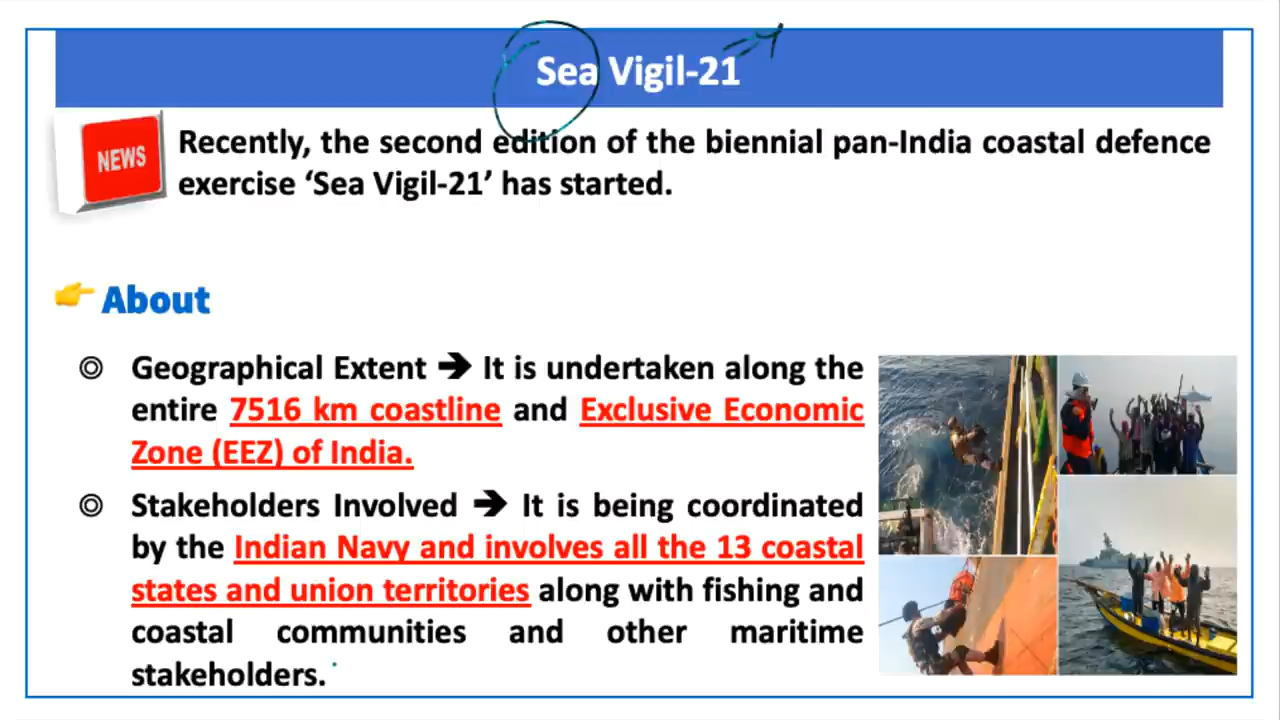 Sea Vigil-21
NEWS
Recently, the second edition of the biennial pan-India coastal defence
exercise ‘Sea Vigil-21’ has started.
👉 About
◎ Geographical Extent ➔ It is undertaken along the
entire 7516 km coastline and Exclusive Economic
Zone (EEZ) of India.
◎ Stakeholders Involved ➔ It is being coordinated
by the Indian Navy and involves all the 13 coastal
states and union territories along with fishing and
coastal communities and other maritime
stakeholders.